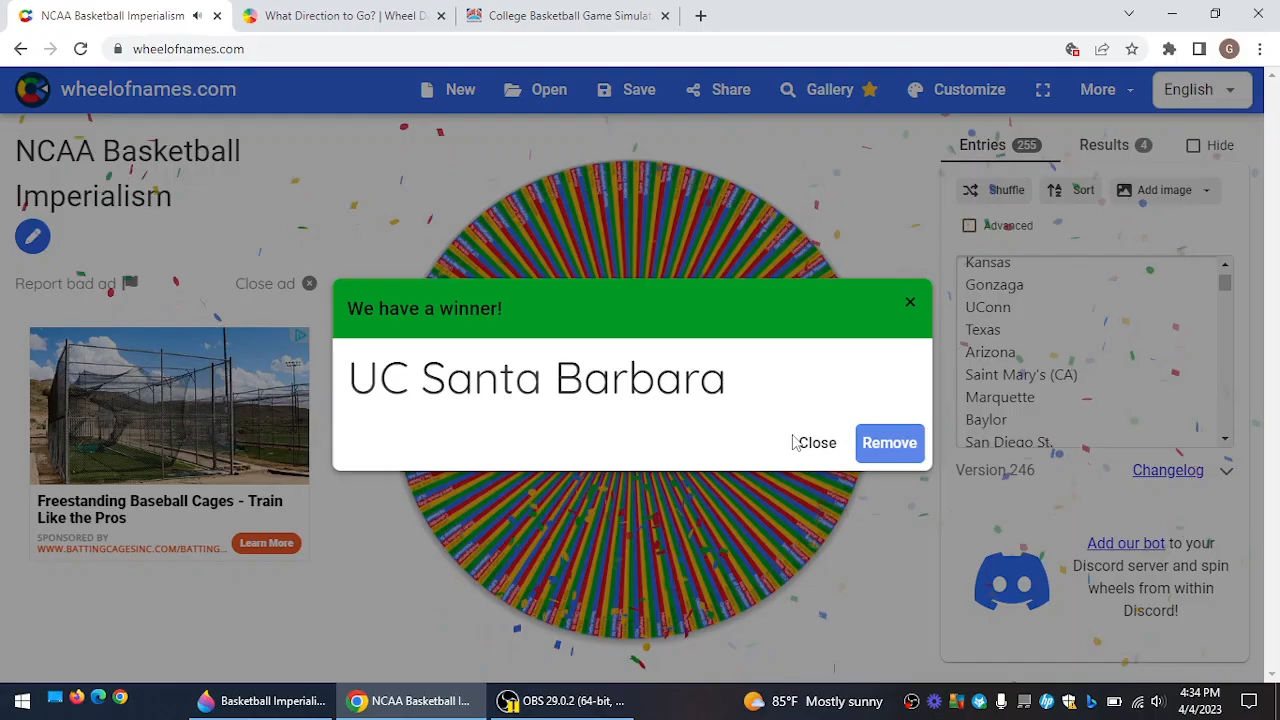 NCAA Basketball Imperialism
What Direction to Go? | Wheel D
College Basketball Game Simulat
wheelofnames.com
G
wheelofnames.com
New
Open
Save
Share
Gallery
Customize
More
English
NCAA Basketball
Imperialism
Report bad ad
Close ad
Freestanding Baseball Cages - Train
Like the Pros
SPONSORED BY
WWW.BATTINGCAGESINC.COM/BATTING...
Learn More
We have a winner!
UC Santa Barbara
Close
Remove
Entries 255
Results 4
Hide
Shuffle
Sort
Add image
Advanced
Kansas
Gonzaga
UConn
Texas
Arizona
Saint Mary's (CA)
Marquette
Baylor
San Diego St.
Version 246
Changelog
Add our bot to your
Discord server and spin
wheels from within
Discord!
Basketball Imperiali...
NCAA Basketball I...
OBS 29.0.2 (64-bit, ...
85°F Mostly sunny
4:34 PM
4/4/2023